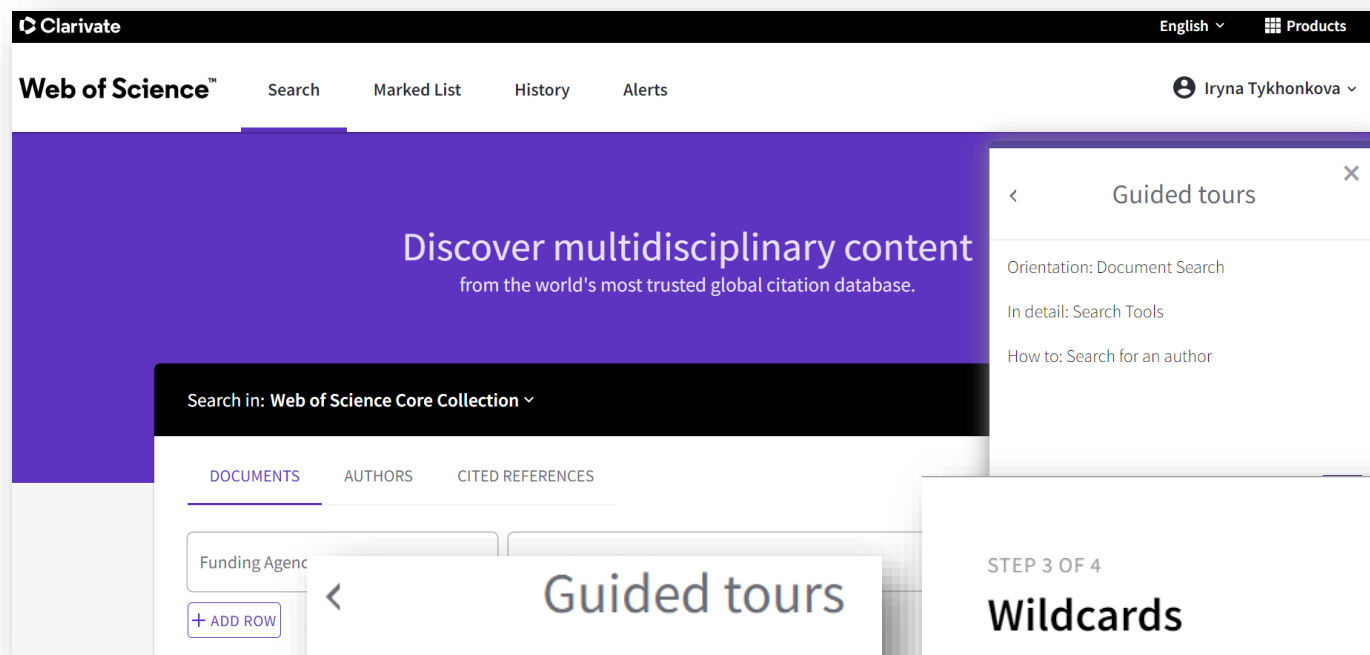 Clarivate
English
Products
Web of Science™
Search
Marked List
History
Alerts
Iryna Tykhonkova
Discover multidisciplinary content
from the world's most trusted global citation database.
Guided tours
Orientation: Document Search
In detail: Search Tools
How to: Search for an author
Search in: Web of Science Core Collection
DOCUMENTS
AUTHORS
CITED REFERENCES
Funding Agenc
+ ADD ROW
Guided tours
STEP 3 OF 4
Wildcards